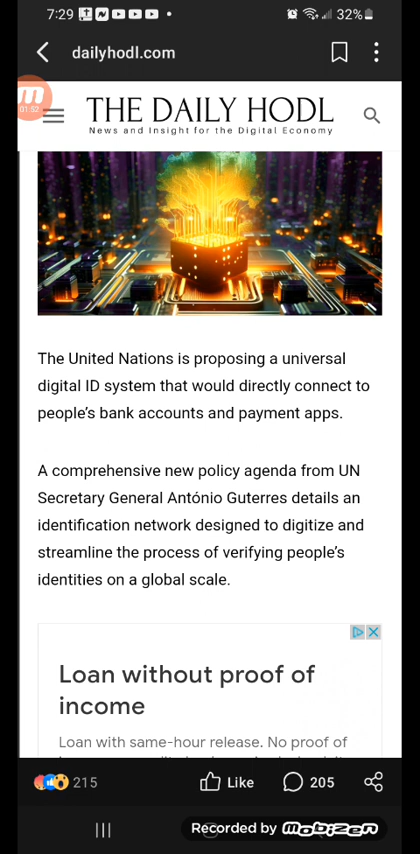 7:29
32%
dailyhodl.com
01:52
THE DAILY HODL
News and Insight for the Digital Economy
The United Nations is proposing a universal
digital ID system that would directly connect to
people's bank accounts and payment apps.
A comprehensive new policy agenda from UN
Secretary General António Guterres details an
identification network designed to digitize and
streamline the process of verifying people's
identities on a global scale.
Loan without proof of
income
Loan with same-hour release. No proof of
215
Like
205
Recorded by mobizen